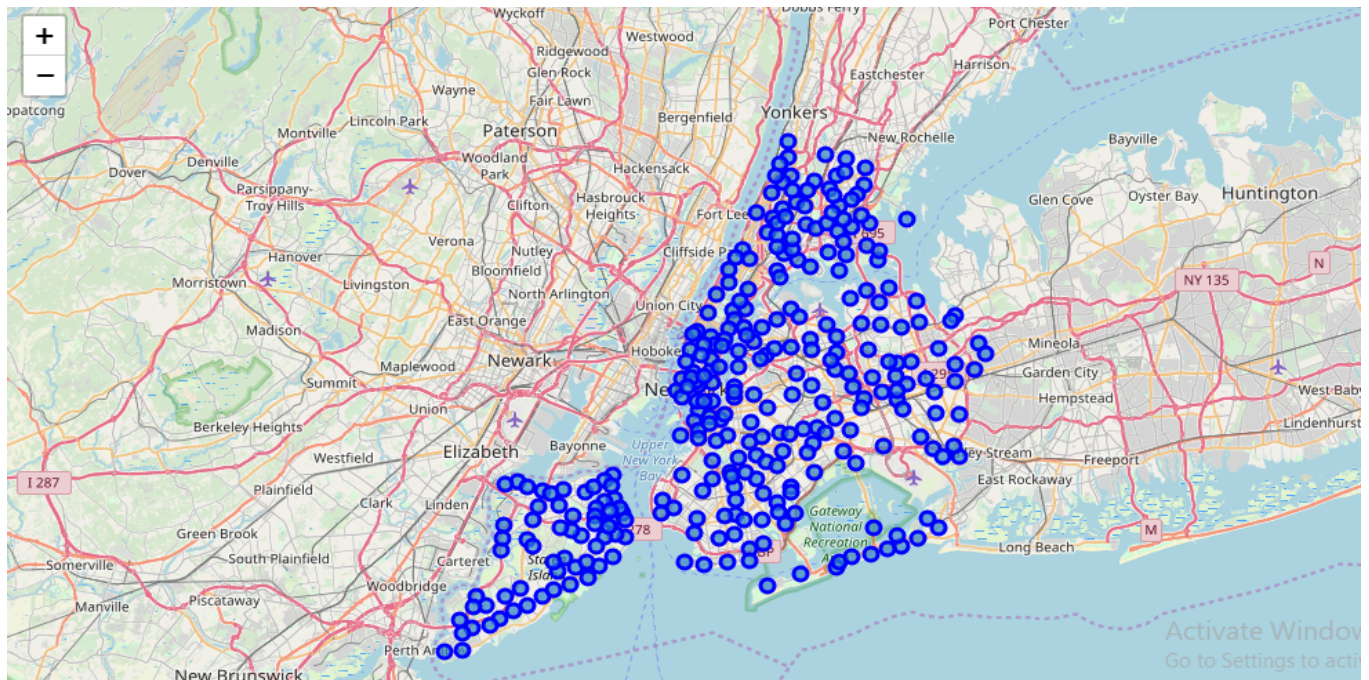 +
−
Wyckoff
Dobbs Ferry
Port Chester
Westwood
Ridgewood
Glen Rock
Harrison
Eastchester
Wayne
Fair Lawn
Yonkers
Lincoln Park
Bergenfield
Montville
Paterson
New Rochelle
Bayville
Denville
Woodland
Park
Hackensack
Dover
Parsippany-
Troy Hills
Hasbrouck
Heights
Clifton
Fort Lee
Glen Cove
Oyster Bay
Huntington
695
Verona
Nutley
Cliffside
Hanover
Bloomfield
N
Morristown
Livingston
North Arlington
NY 135
Union City
East Orange
Madison
Mineola
Newark
Hoboke
Maplewood
Garden City
Summit
New
West Baby
Union
Hempstead
Berkeley Heights
Lindenhurst
Bayonne
Upper
New York
Bay
Elizabeth
ey Stream
Freeport
Westfield
I 287
East Rockaway
Plainfield
Clark
Linden
Gateway
National
Recreation
Green Brook
278
M
Long Beach
South Plainfield
Carteret
Somerville
Woodbridge
Piscataway
Manville
Perth Am
New Brunswick
Activate Window
Go to Settings to activ